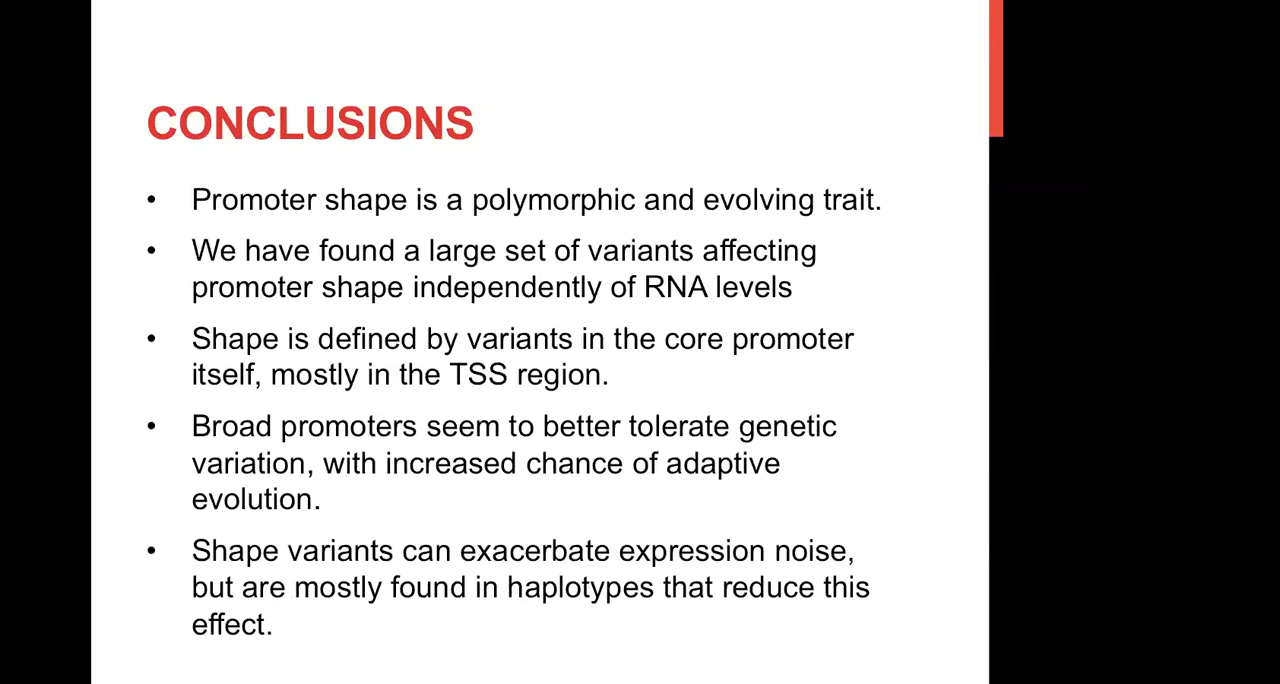 CONCLUSIONS
• Promoter shape is a polymorphic and evolving trait.
• We have found a large set of variants affecting
promoter shape independently of RNA levels
• Shape is defined by variants in the core promoter
itself, mostly in the TSS region.
• Broad promoters seem to better tolerate genetic
variation, with increased chance of adaptive
evolution.
• Shape variants can exacerbate expression noise,
but are mostly found in haplotypes that reduce this
effect.